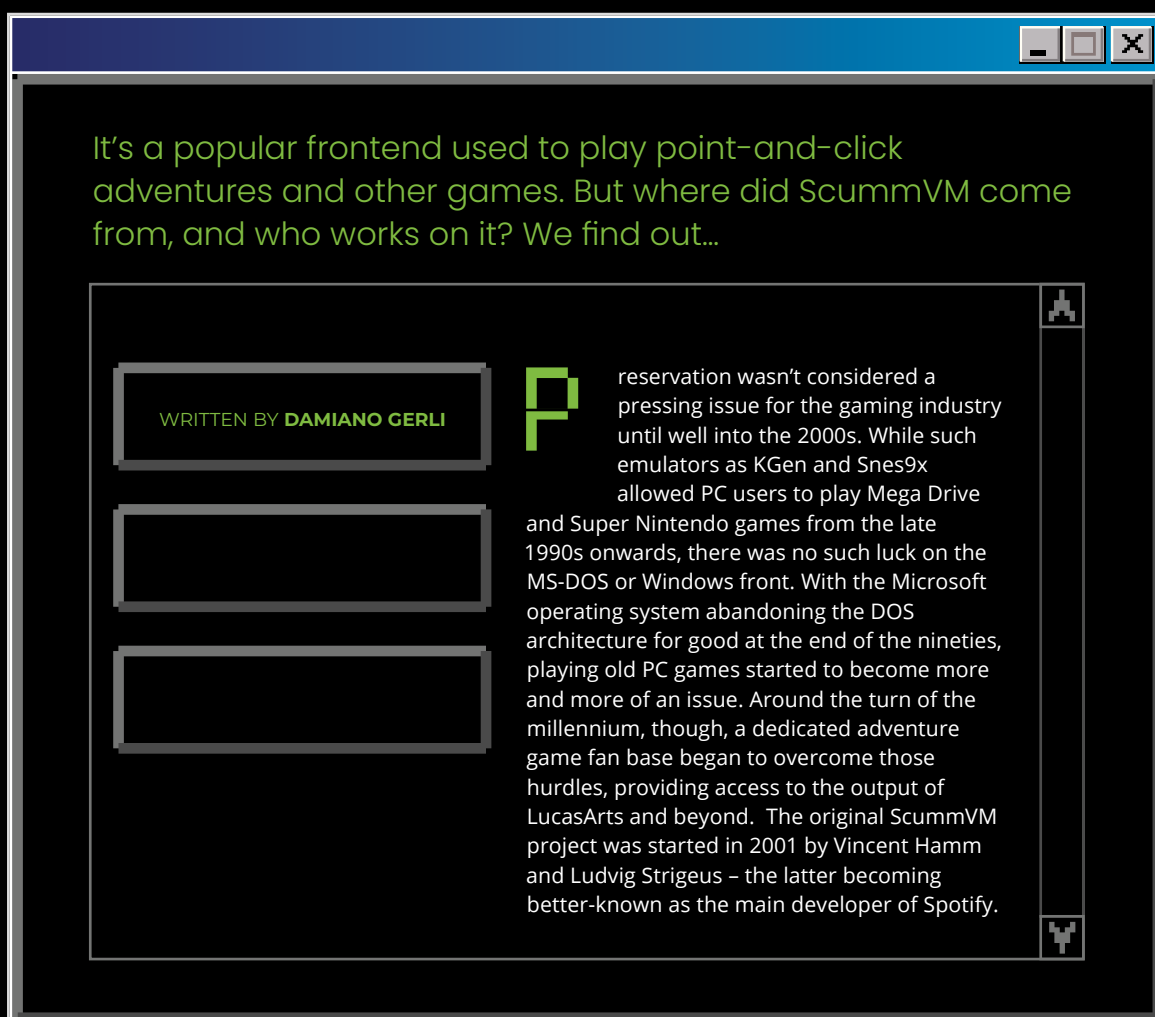 It’s a popular frontend used to play point-and-click
adventures and other games. But where did ScummVM come
from, and who works on it? We find out…
WRITTEN BY DAMIANO GERLI
Preservation wasn’t considered a
pressing issue for the gaming industry
until well into the 2000s. While such
emulators as KGen and Snes9x
allowed PC users to play Mega Drive
and Super Nintendo games from the late
1990s onwards, there was no such luck on the
MS-DOS or Windows front. With the Microsoft
operating system abandoning the DOS
architecture for good at the end of the nineties,
playing old PC games started to become more
and more of an issue. Around the turn of the
millennium, though, a dedicated adventure
game fan base began to overcome those
hurdles, providing access to the output of
LucasArts and beyond.  The original ScummVM
project was started in 2001 by Vincent Hamm
and Ludvig Strigeus – the latter becoming
better-known as the main developer of Spotify.